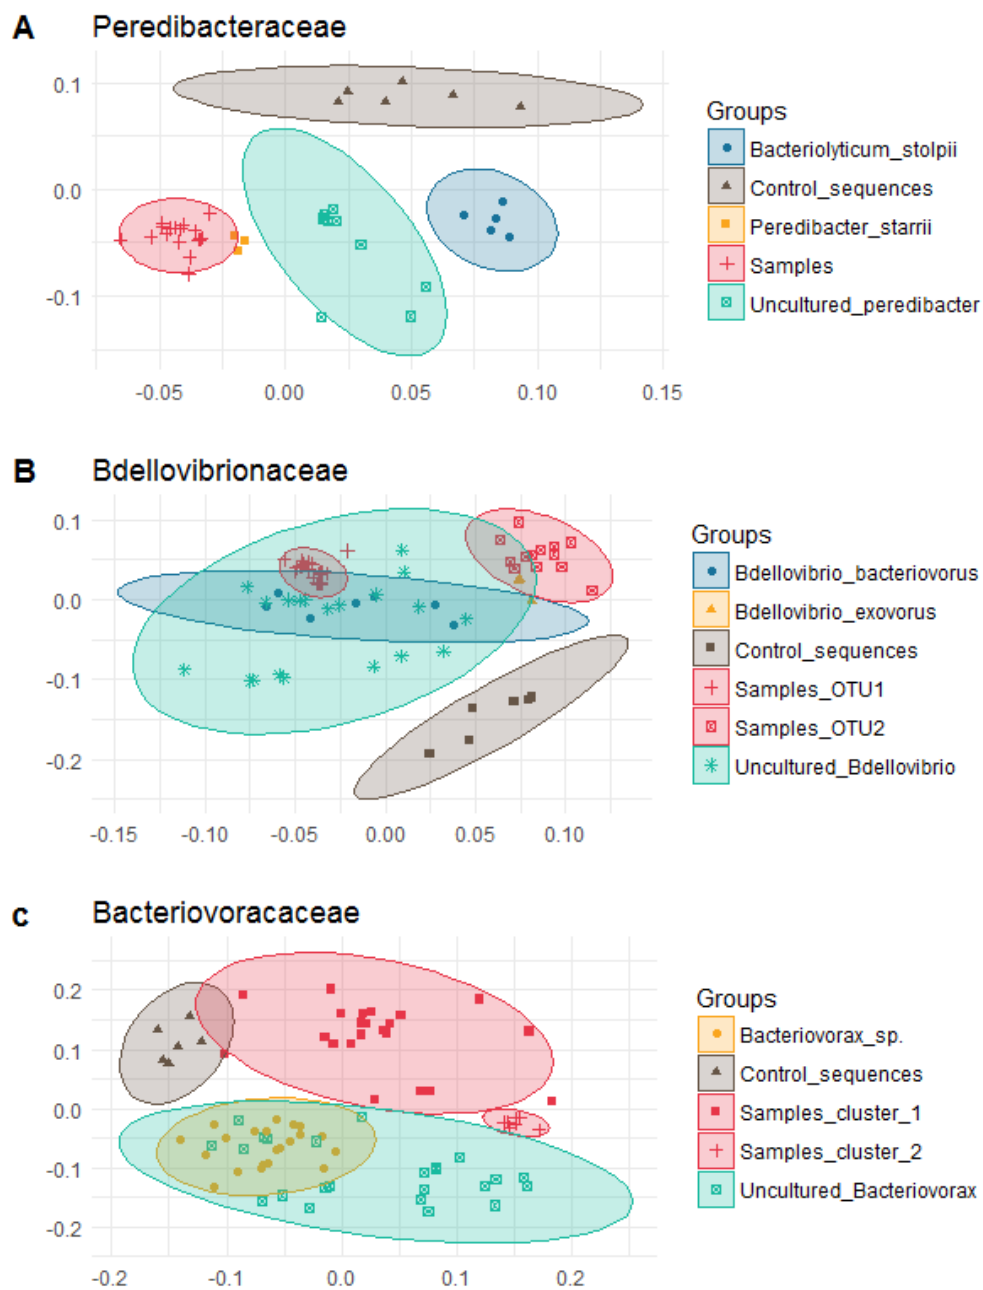 A Peredibacteraceae
0.1
0.0
-0.1
-0.05 0.00 0.05 0.10 0.15
Groups
Bacteriolyticum_stolpii
Control_sequences
Peredibacter_starrii
Samples
Uncultured_peredibacter
B Bdellovibrionaceae
0.1
0.0
-0.1
-0.2
-0.15 -0.10 -0.05 0.00 0.05 0.10
Groups
Bdellovibrio_bacteriovorus
Bdellovibrio_exovorus
Control_sequences
Samples_OTU1
Samples_OTU2
Uncultured_Bdellovibrio
c Bacteriovoracaceae
0.2
0.1
0.0
-0.1
-0.2
-0.2 -0.1 0.0 0.1 0.2
Groups
Bacteriovorax_sp.
Control_sequences
Samples_cluster_1
Samples_cluster_2
Uncultured_Bacteriovorax